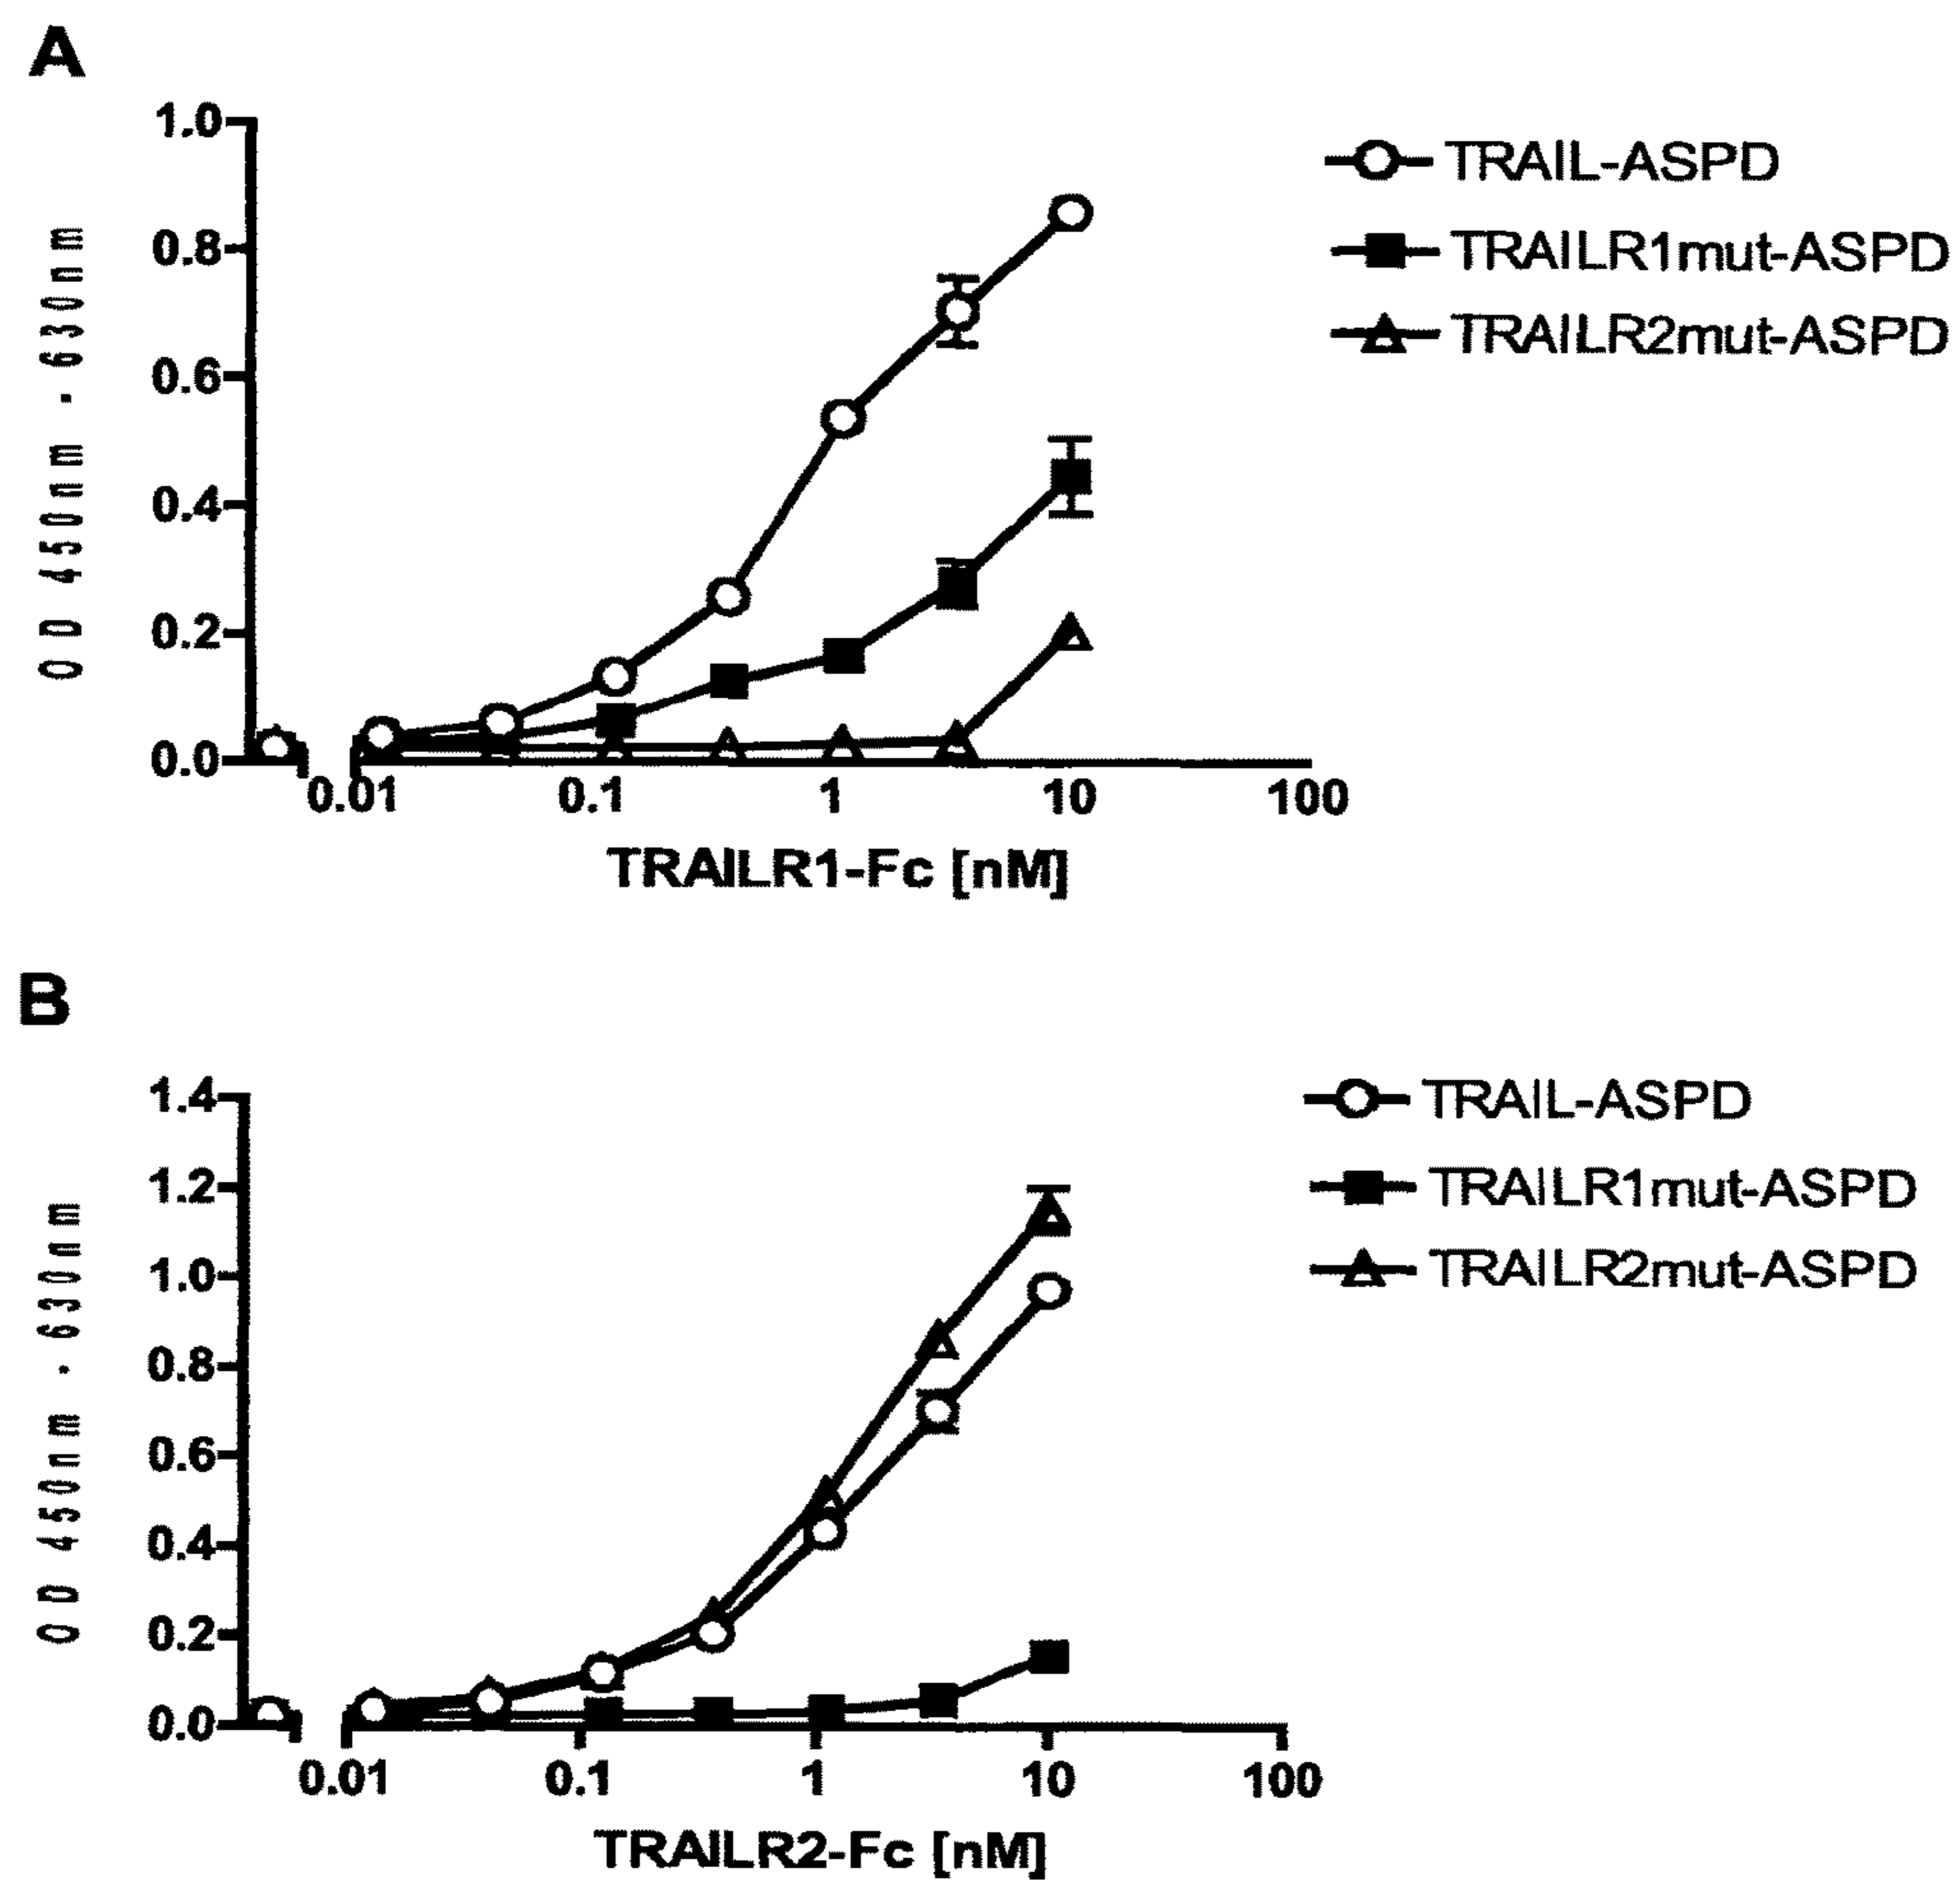 A
1.0
0.8
0.6
0.4
0.2
0.0
OD 450nm - 630nm
0.01 0.1 1 10 100
TRAILR1-Fc [nM]
TRAIL-ASPD
TRAILR1mut-ASPD
TRAILR2mut-ASPD
B
1.4
1.2
1.0
0.8
0.6
0.4
0.2
0.0
OD 450nm - 630nm
0.01 0.1 1 10 100
TRAILR2-Fc [nM]
TRAIL-ASPD
TRAILR1mut-ASPD
TRAILR2mut-ASPD